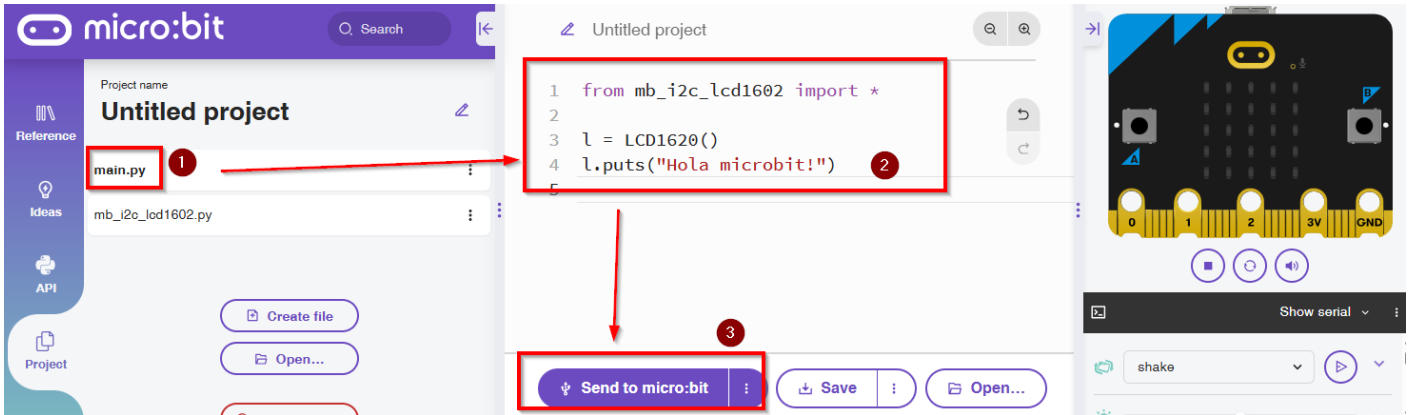 micro:bit
Search
Reference
Ideas
API
Project
Project name
Untitled project
main.py
1
mb_i2c_lcd1602.py
Create file
Open...
Untitled project
1 from mb_i2c_lcd1602 import *
2
3 l = LCD1620()
4 l.puts("Hola microbit!")
5
2
3
Send to micro:bit
Save
Open...
A
B
0 1 2 3V GND
Show serial
shake